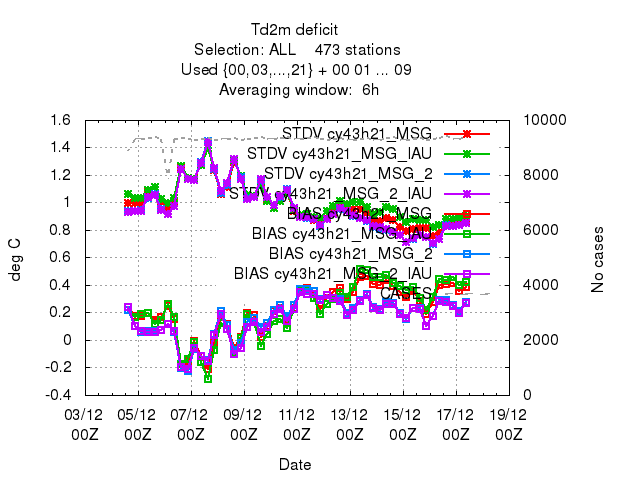 Td2m deficit
Selection: ALL    473 stations
Used {00,03,...,21} + 00 01 ... 09
Averaging window:  6h
1.6
1.4
1.2
1
0.8
0.6
0.4
0.2
0
-0.2
-0.4
deg C
10000
8000
6000
4000
2000
0
No cases
STDV cy43h21_MSG
STDV cy43h21_MSG_IAU
STDV cy43h21_MSG_2
STDV cy43h21_MSG_2_IAU
BIAS cy43h21_MSG
BIAS cy43h21_MSG_IAU
BIAS cy43h21_MSG_2
BIAS cy43h21_MSG_2_IAU
CASES
03/12 05/12 07/12 09/12 11/12 13/12 15/12 17/12 19/12
00Z 00Z 00Z 00Z 00Z 00Z 00Z 00Z 00Z
Date